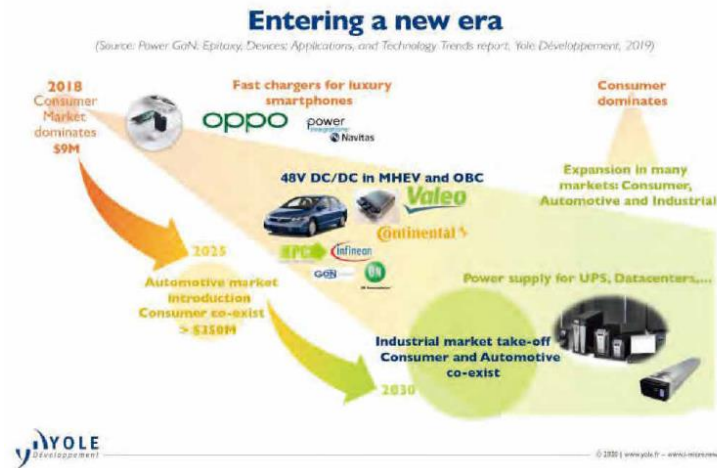 Entering a new era
(Source: Power GaN: Epitaxy, Devices, Applications, and Technology Trends report, Yole Développement, 2019)
2018
Consumer
Market
dominates
$9M
Fast chargers for luxury
smartphones
oppo
power
integrations
Navitas
Consumer
dominates
48V DC/DC in MHEV and OBC
Valeo
Continental
EPC
infineon
GaN
ON
Expansion in many
markets: Consumer,
Automotive and Industrial
2025
Automotive market
introduction
Consumer co-exist
> $350M
Power supply for UPS, Datacenters,...
Industrial market take-off
Consumer and Automotive
co-exist
2030
YOLE
Développement
© 2020 | www.yole.fr –